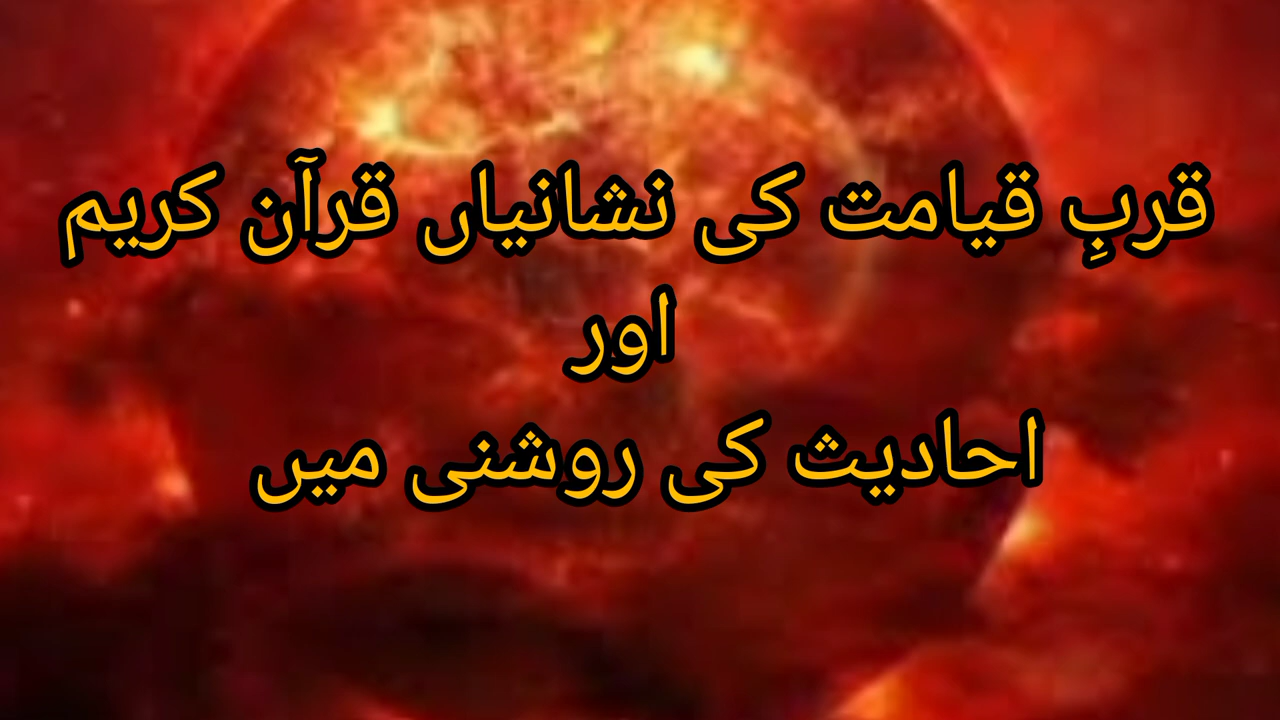 قربِ قیامت کی نشانیاں قرآن کریم
اور
احادیث کی روشنی میں